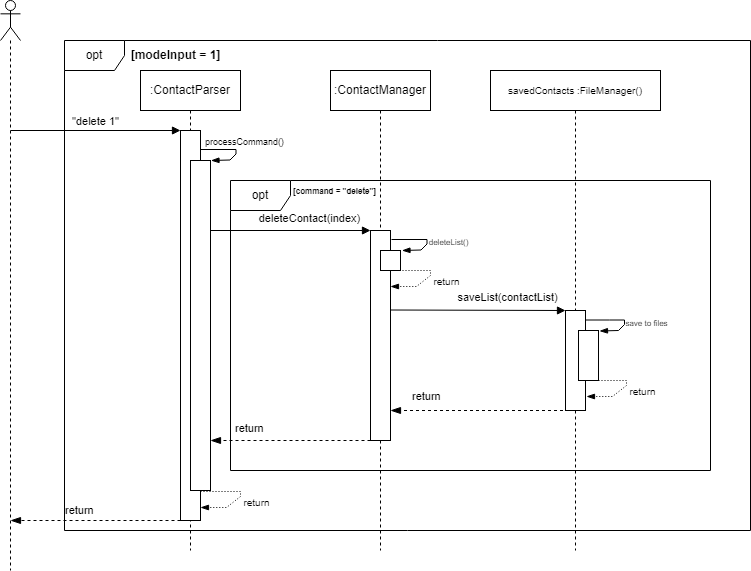 opt [modeInput = 1]
:ContactParser
:ContactManager
savedContacts :FileManager()
"delete 1"
processCommand()
opt [command = "delete"]
deleteContact(index)
deleteList()
return
saveList(contactList)
save to files
return
return
return
return
return